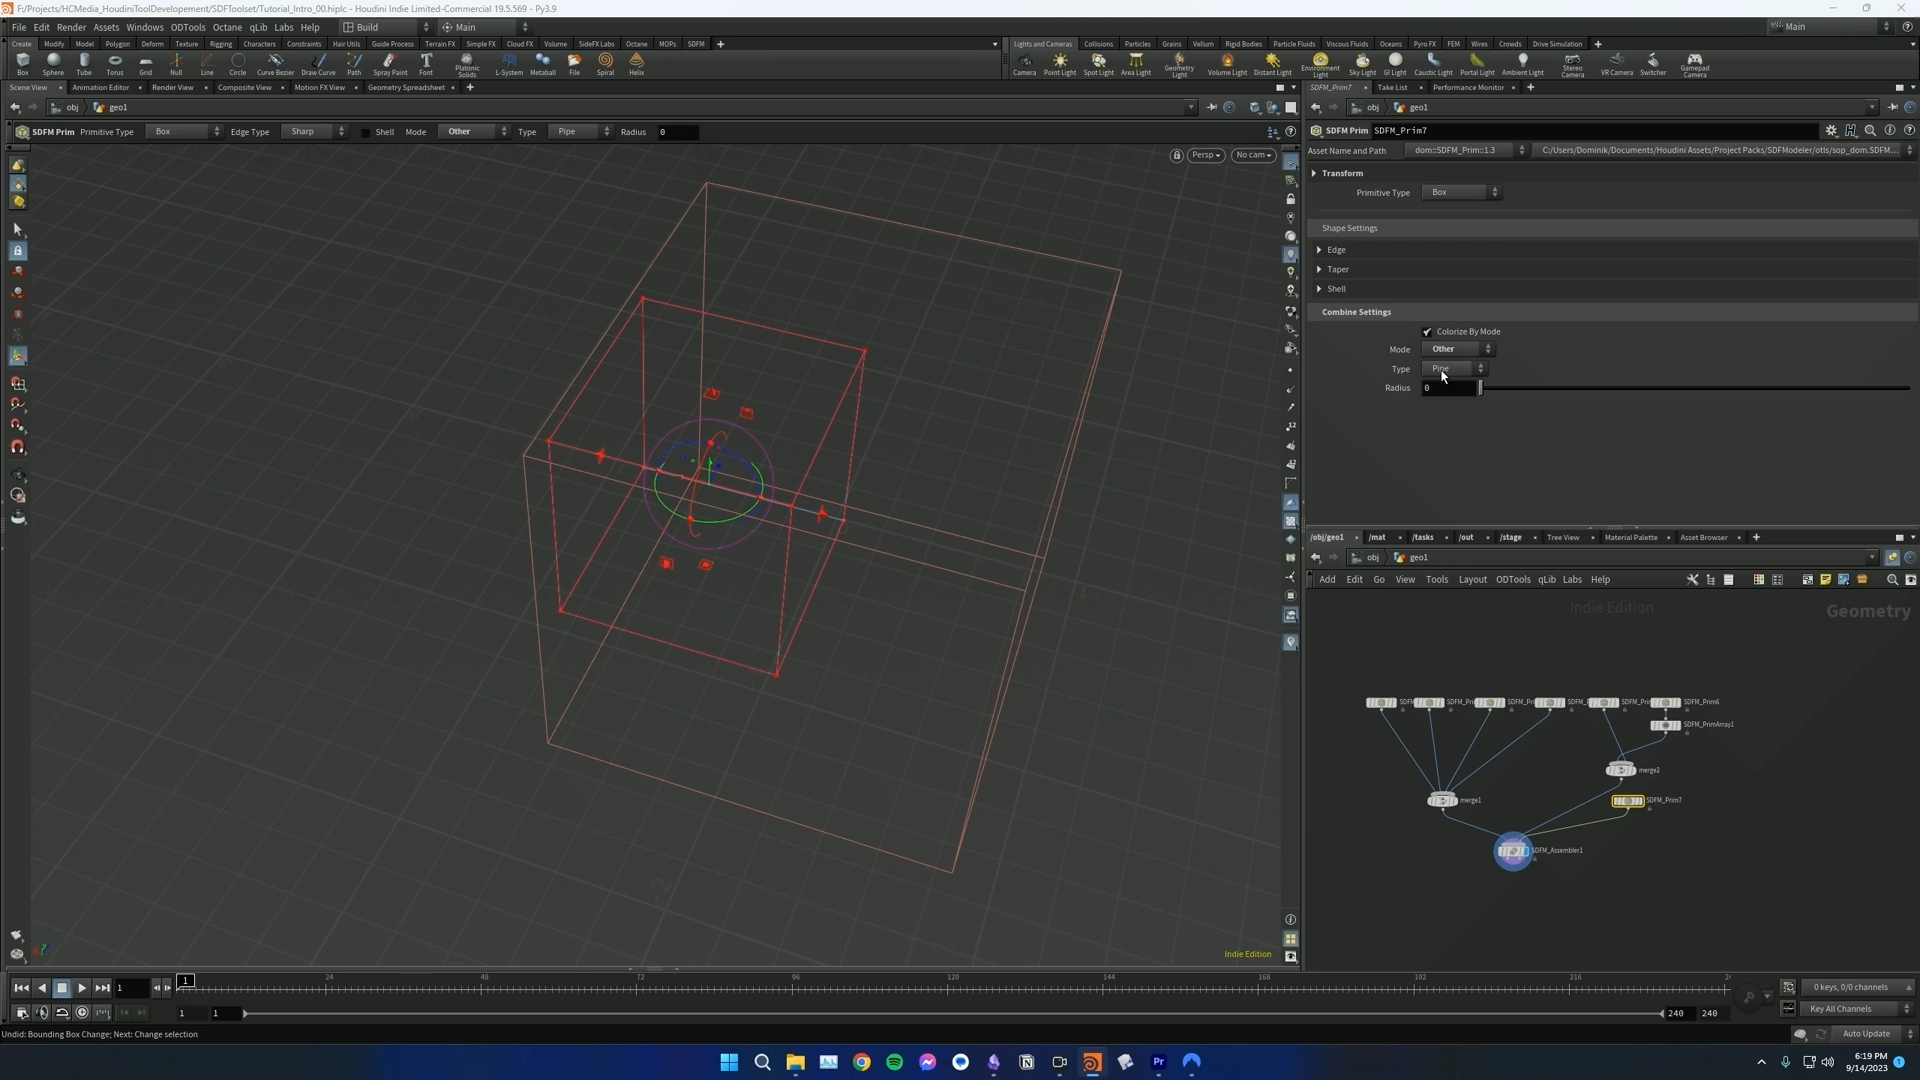 F:/Projects/HCMedia_HoudiniToolDevelopement/SDFToolset/Tutorial_Intro_00.hiplc - Houdini Indie Limited-Commercial 19.5.569 - Py3.9
File Edit Render Assets Windows ODTools Octane qLib Labs Help Build Main Main
Create Modify Model Polygon Deform Texture Rigging Characters Constraints Hair Utils Guide Process Terrain FX Simple FX Cloud FX Volume SideFX Labs Octane MOPs SDFM
Lights and Cameras Collisions Particles Grains Vellum Rigid Bodies Particle Fluids Viscous Fluids Oceans Pyro FX FEM Wires Crowds Drive Simulation
Box Sphere Tube Torus Grid Null Line Circle Curve Bezier Draw Curve Path Spray Paint Font Platonic Solids L-System Metaball File Spiral Helix
Camera Point Light Spot Light Area Light Geometry Light Volume Light Distant Light Environment Light Sky Light GI Light Caustic Light Portal Light Ambient Light Stereo Camera VR Camera Switcher Gamepad Camera
Scene View Animation Editor Render View Composite View Motion FX View Geometry Spreadsheet
SDFM_Prim7 Take List Performance Monitor
obj geo1
obj geo1
SDFM Prim Primitive Type Box Edge Type Sharp Shell Mode Other Type Pipe Radius 0
SDFM Prim SDFM_Prim7
Asset Name and Path dom::SDFM_Prim::1.3 C:/Users/Dominik/Documents/Houdini Assets/Project Packs/SDFModeler/otls/sop_dom.SDFM...
Persp No cam
Transform
Primitive Type Box
Shape Settings
Edge
Taper
Shell
Combine Settings
Colorize By Mode
Mode Other
Type Pipe
Radius 0
/obj/geo1 /mat /tasks /out /stage Tree View Material Palette Asset Browser
obj geo1
Add Edit Go View Tools Layout ODTools qLib Labs Help
Indie Edition
Geometry
SDFM_Prim6
SDFM_PrimArray1
merge2
merge1
SDFM_Prim7
SDFM_Assembler1
Indie Edition
1
24 48 72 96 120 144 168 192 216
1
0 keys, 0/0 channels
1 1 240 240 Key All Channels
Undid: Bounding Box Change; Next: Change selection
Auto Update
6:19 PM
9/14/2023